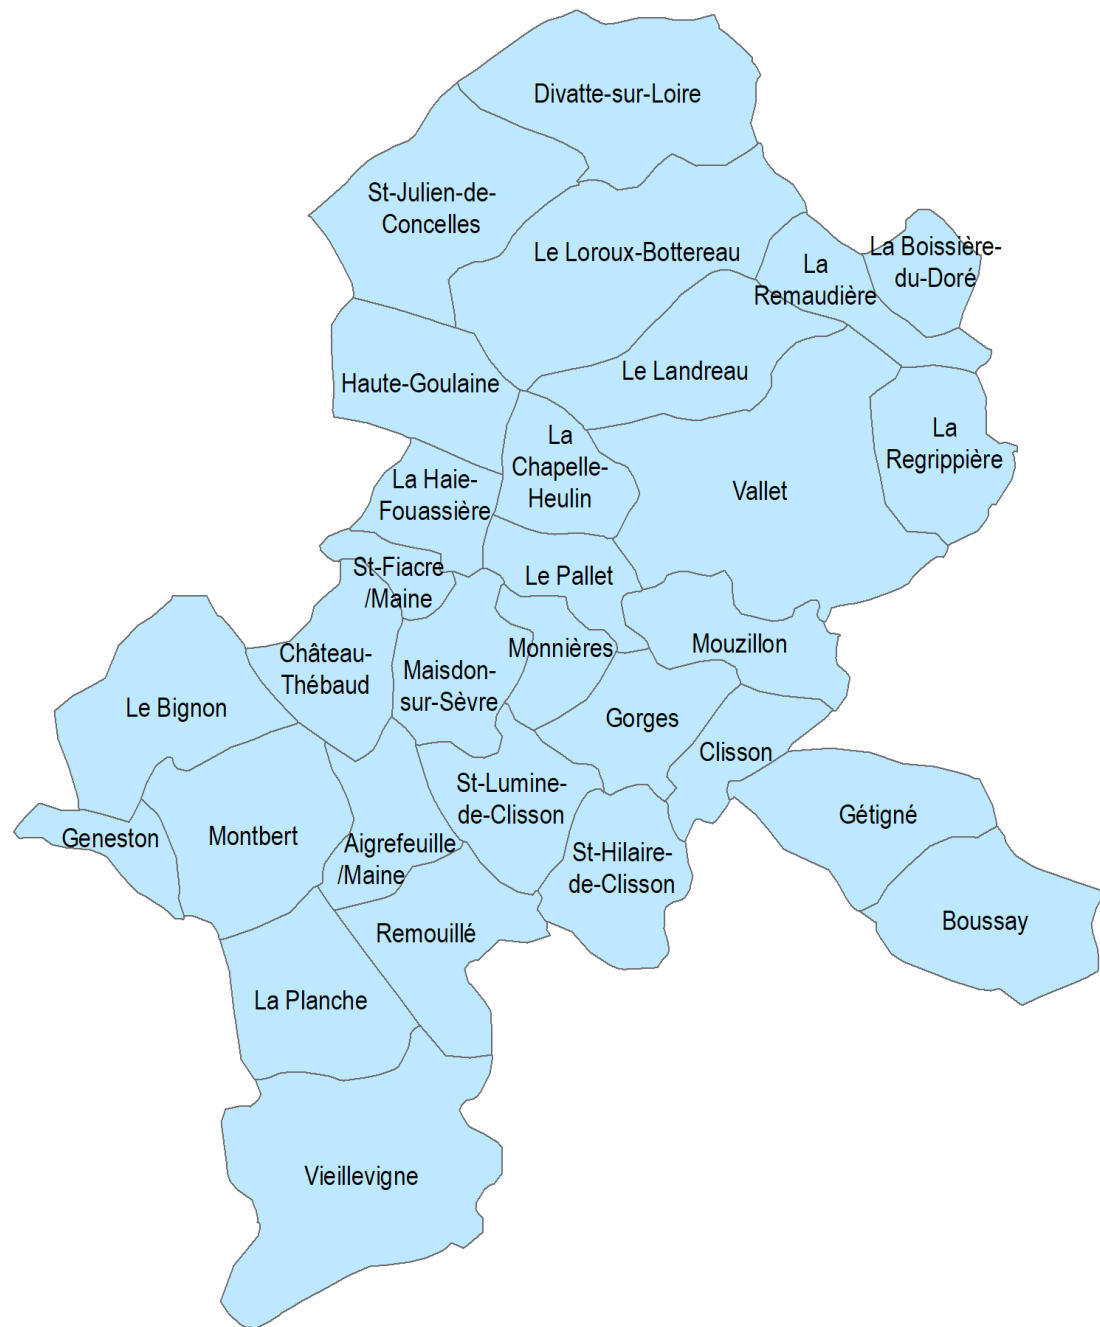 Divatte-sur-Loire
St-Julien-de-
Concelles
Le Loroux-Bottereau
La
Remaudière
La Boissière-
du-Doré
Haute-Goulaine
Le Landreau
La
Chapelle-
Heulin
La
Regrippière
Vallet
La Haie-
Fouassière
St-Fiacre
/Maine
Le Pallet
Monnières
Mouzillon
Château-
Thébaud
Maisdon-
sur-Sèvre
Le Bignon
Gorges
Clisson
St-Lumine-
de-Clisson
Gétigné
Geneston
Montbert
Aigrefeuille
/Maine
St-Hilaire-
de-Clisson
Boussay
Remouillé
La Planche
Vieillevigne